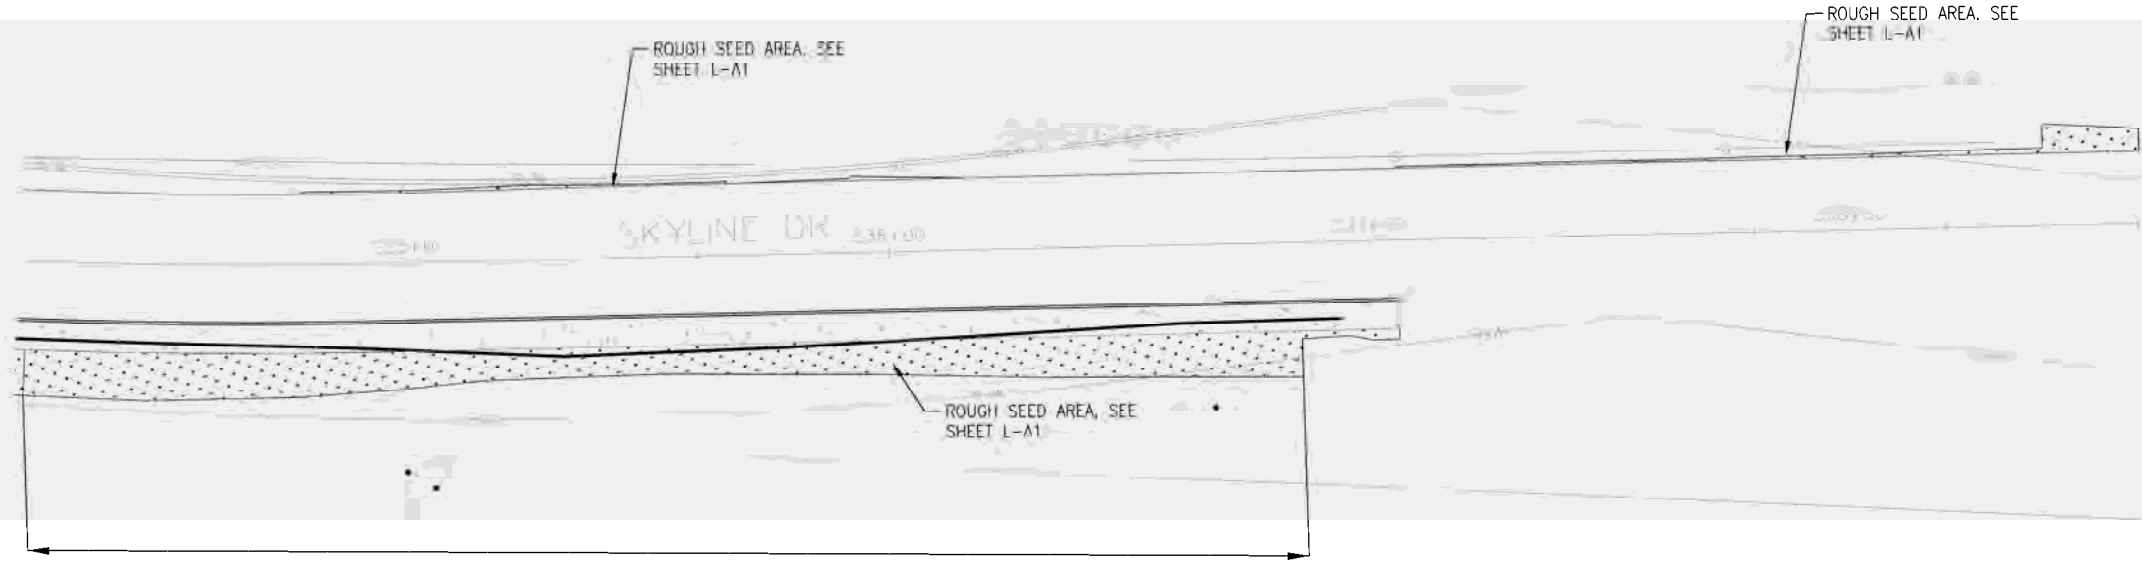 ROUGH SEED AREA, SEE
SHEET L-A1
ROUGH SEED AREA, SEE
SHEET L-A1
SKYLINE DR
ROUGH SEED AREA, SEE
SHEET L-A1